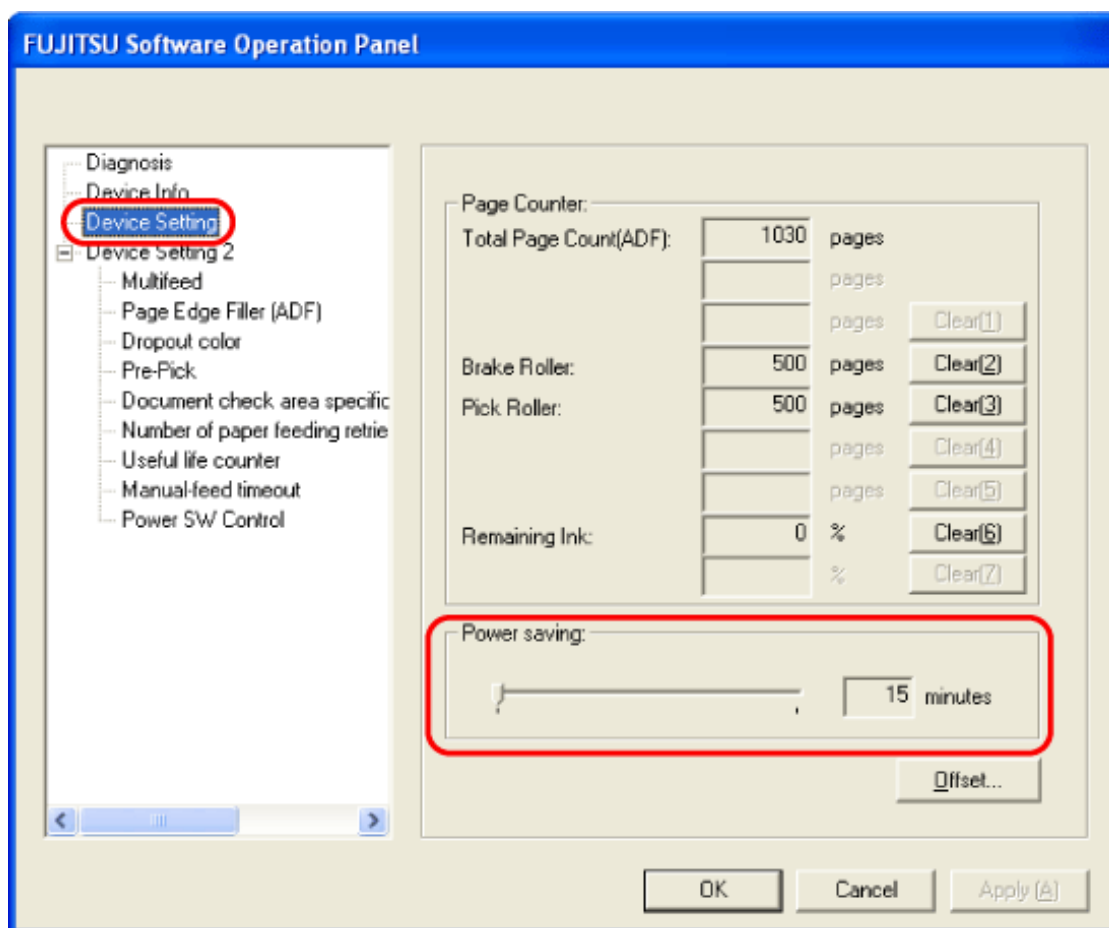 FUJITSU Software Operation Panel
Diagnosis
Device Info
Device Setting
Device Setting 2
Multifeed
Page Edge Filler (ADF)
Dropout color
Pre-Pick
Document check area specific
Number of paper feeding retrie
Useful life counter
Manual-feed timeout
Power SW Control
Page Counter:
Total Page Count(ADF): 1030 pages
pages
pages Clear(1)
Brake Roller: 500 pages Clear(2)
Pick Roller: 500 pages Clear(3)
pages Clear(4)
pages Clear(5)
Remaining Ink: 0 % Clear(6)
% Clear(7)
Power saving:
15 minutes
Offset...
OK Cancel Apply (A)